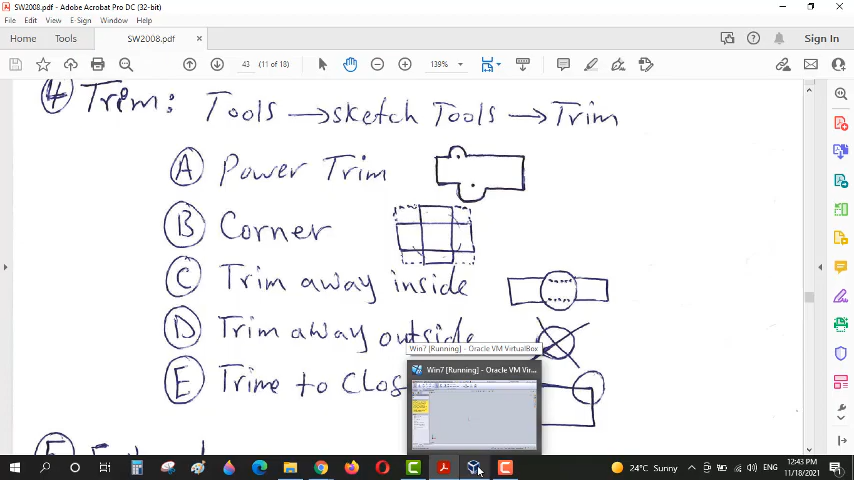 SW2008.pdf - Adobe Acrobat Pro DC (32-bit)
File Edit View E-Sign Window Help
Home Tools SW2008.pdf × Sign In
43 (11 of 18) 139%
④ Trim: Tools → sketch Tools → Trim
Ⓐ Power Trim
Ⓑ Corner
Ⓒ Trim away inside
Ⓓ Trim away outside
Ⓔ Trime to Clos
Win7 [Running] - Oracle VM VirtualBox
Win7 [Running] - Oracle VM Vir...
24°C Sunny ENG 12:43 PM
11/18/2021